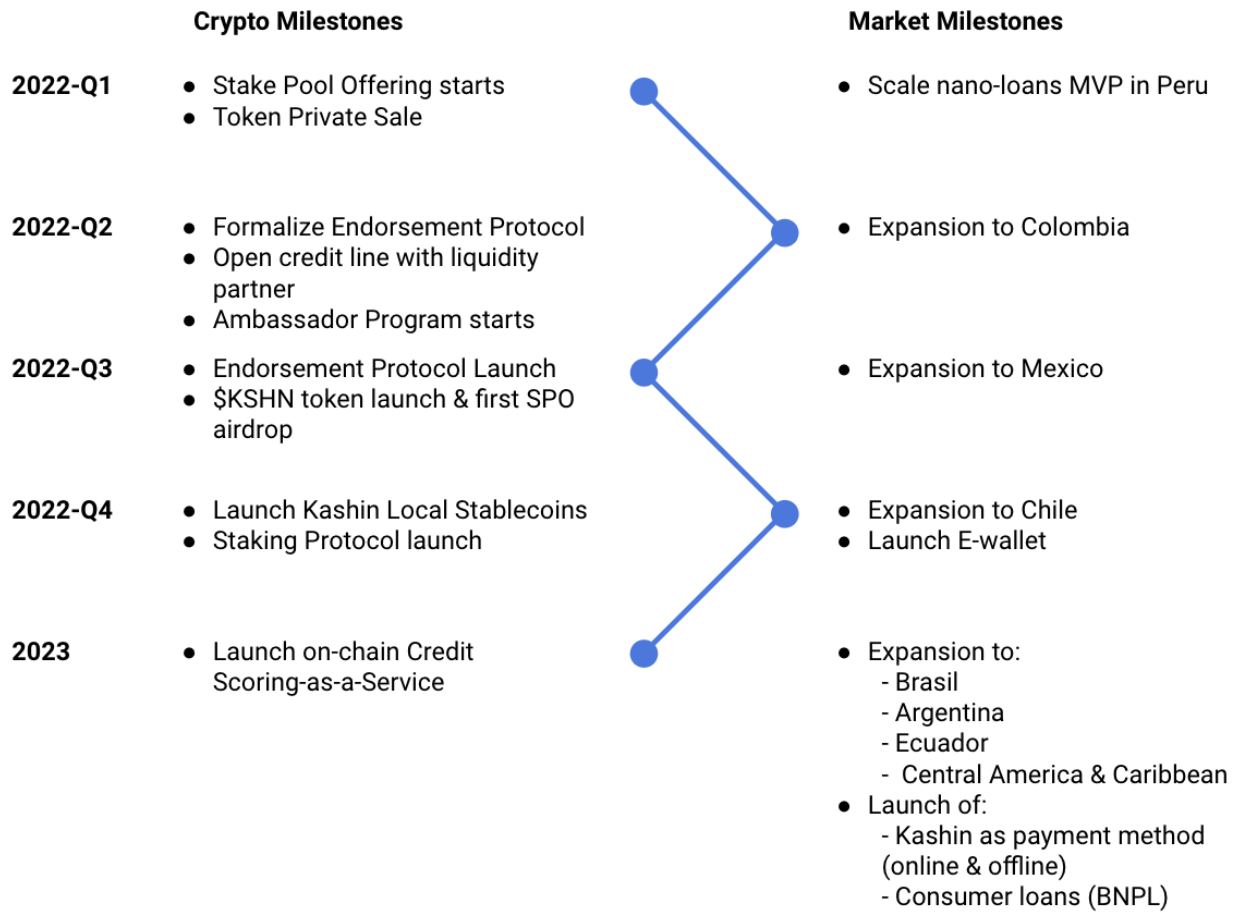 Crypto Milestones
Market Milestones
2022-Q1
● Stake Pool Offering starts
● Token Private Sale
● Scale nano-loans MVP in Peru
2022-Q2
● Formalize Endorsement Protocol
● Open credit line with liquidity
partner
● Ambassador Program starts
● Expansion to Colombia
2022-Q3
● Endorsement Protocol Launch
● $KSHN token launch & first SPO
airdrop
● Expansion to Mexico
2022-Q4
● Launch Kashin Local Stablecoins
● Staking Protocol launch
● Expansion to Chile
● Launch E-wallet
2023
● Launch on-chain Credit
Scoring-as-a-Service
● Expansion to:
- Brasil
- Argentina
- Ecuador
- Central America & Caribbean
● Launch of:
- Kashin as payment method
(online & offline)
- Consumer loans (BNPL)